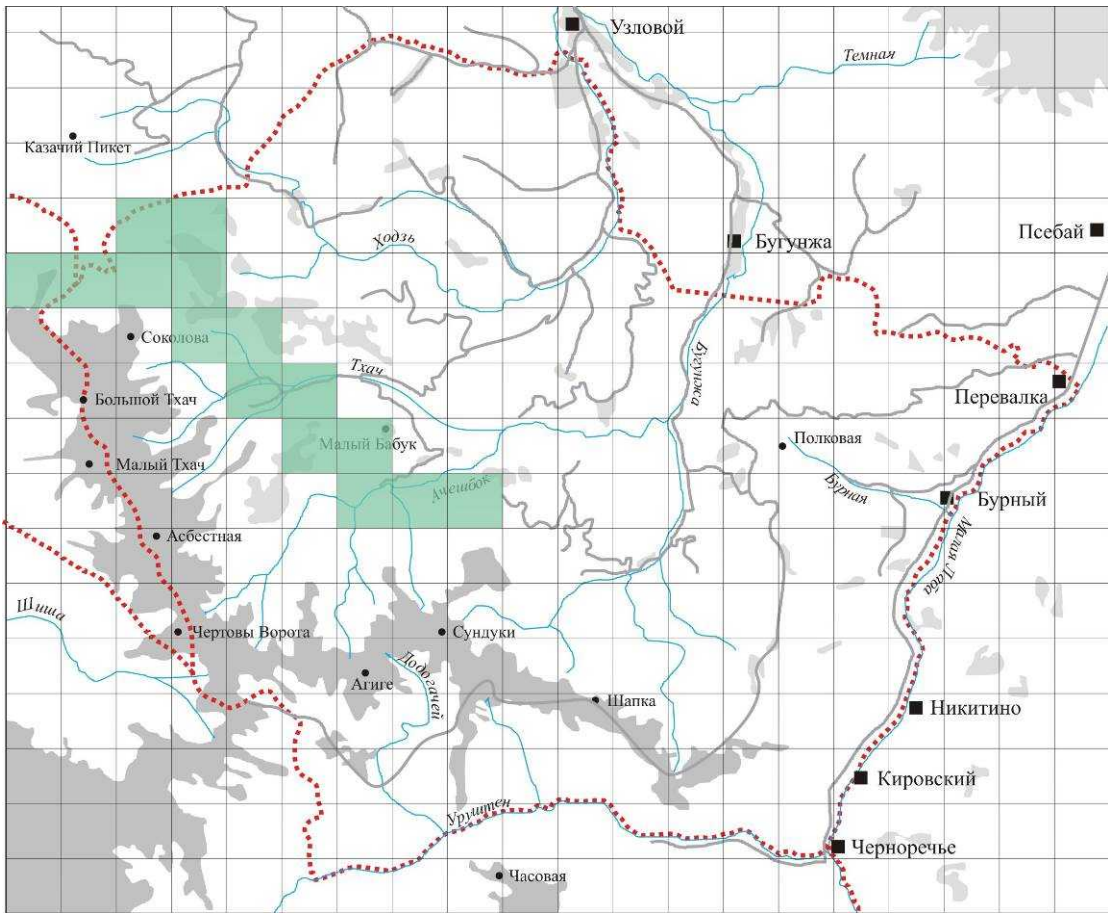 Узловой
Темная
Казачий Пикет
Псебай
Ходзь
Бугунжа
Соколова
Тхач
Бугунжа
Большой Тхач
Перевалка
Малый Бабук
Полковая
Малый Тхач
Ачешбок
Бурная
Бурный
Асбестная
Малая Лаба
Шиша
Чертовы Ворота
Сундуки
Агиге
Додогачей
Шапка
Никитино
Кировский
Уруштен
Черноречье
Часовая